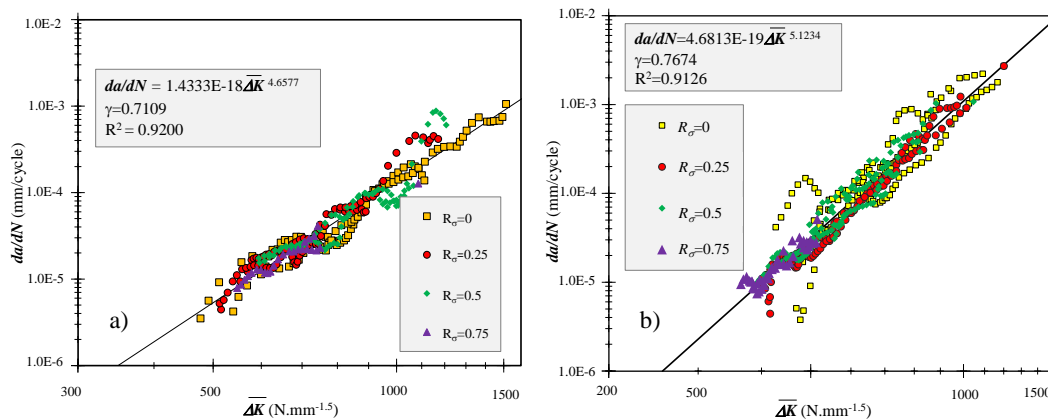 1.0E-2
1.0E-3
1.0E-4
1.0E-5
1.0E-6
da/dN (mm/cycle)
da/dN = 1.4333E-18ΔK 4.6577
γ=0.7109
R2 = 0.9200
Rσ=0
Rσ=0.25
Rσ=0.5
Rσ=0.75
a)
300 500 1000 1500
ΔK (N.mm-1.5)
1.0E-2
1.0E-3
1.0E-4
1.0E-5
1.0E-6
da/dN (mm/cycle)
da/dN=4.6813E-19ΔK 5.1234
γ=0.7674
R2=0.9126
Rσ=0
Rσ=0.25
Rσ=0.5
Rσ=0.75
b)
200 500 1000 1500
ΔK (N.mm-1.5)